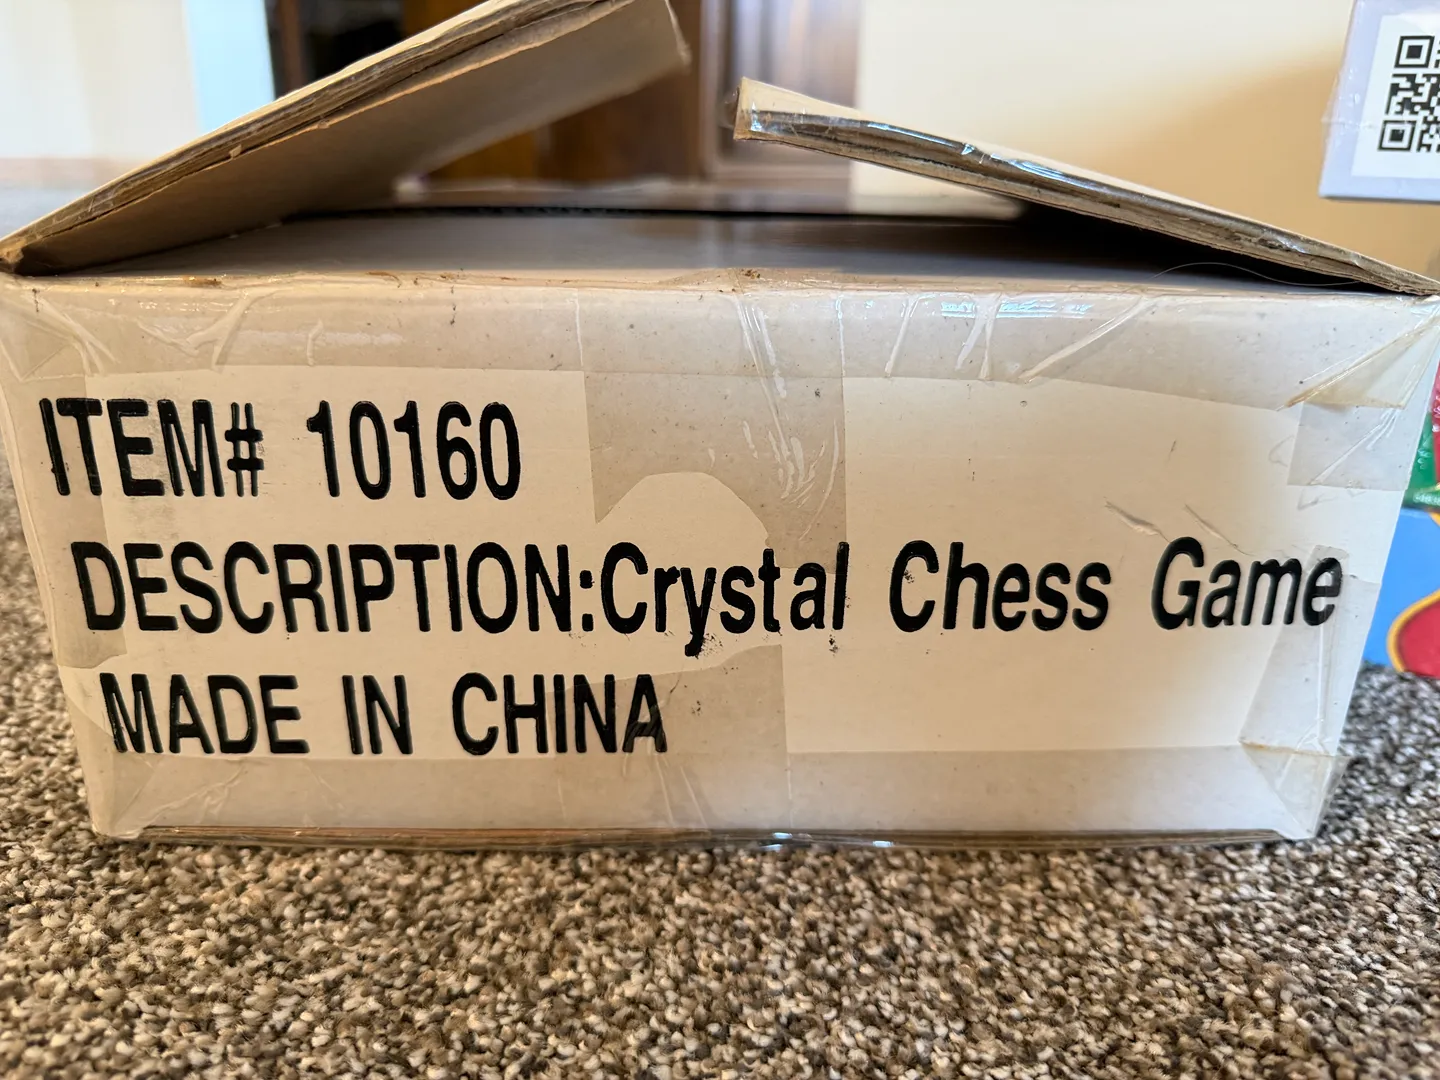 ITEM# 10160
DESCRIPTION:Crystal Chess Game
MADE IN CHINA